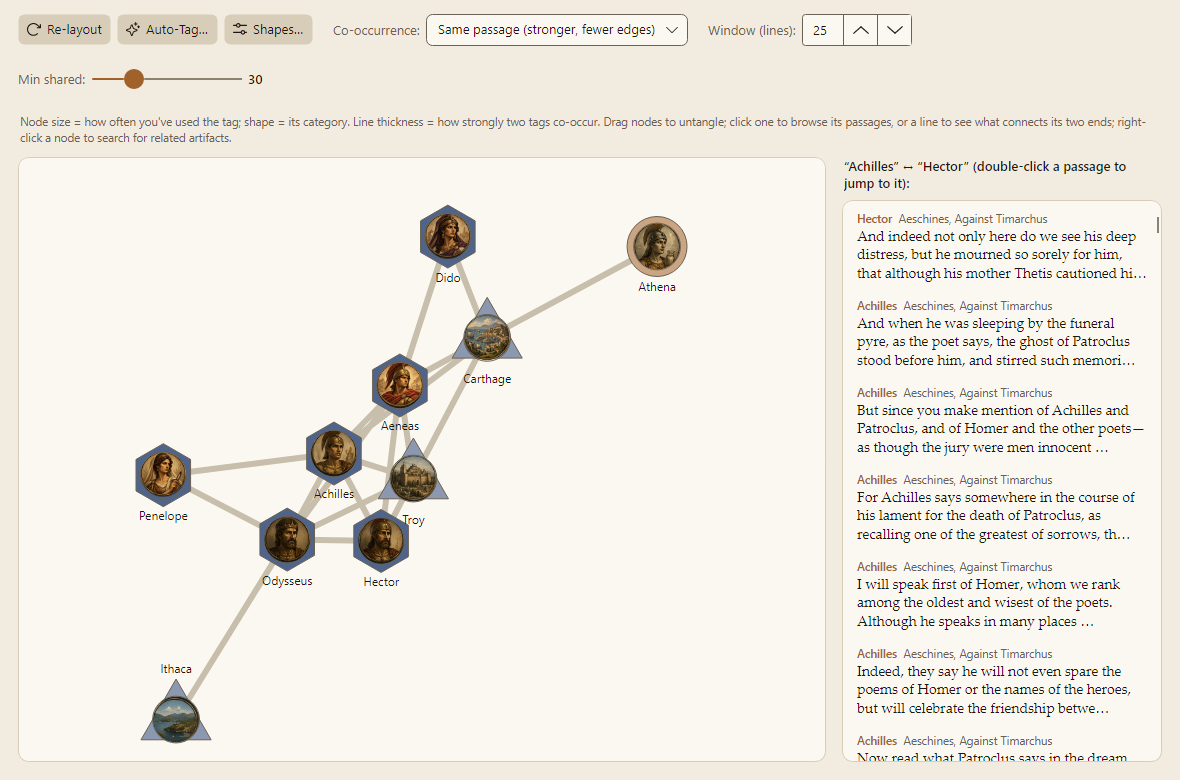 Re-layout
Auto-Tag...
Shapes...
Co-occurrence:
Same passage (stronger, fewer edges)
Window (lines):
25
Min shared:
30
Node size = how often you've used the tag; shape = its category. Line thickness = how strongly two tags co-occur. Drag nodes to untangle; click one to browse its passages, or a line to see what connects its two ends; right-
click a node to search for related artifacts.
Dido
Athena
Carthage
Aeneas
Achilles
Penelope
Troy
Odysseus
Hector
Ithaca
“Achilles” ↔ “Hector” (double-click a passage to
jump to it):
Hector Aeschines, Against Timarchus
And indeed not only here do we see his deep
distress, but he mourned so sorely for him,
that although his mother Thetis cautioned hi…
Achilles Aeschines, Against Timarchus
And when he was sleeping by the funeral
pyre, as the poet says, the ghost of Patroclus
stood before him, and stirred such memori…
Achilles Aeschines, Against Timarchus
But since you make mention of Achilles and
Patroclus, and of Homer and the other poets—
as though the jury were men innocent …
Achilles Aeschines, Against Timarchus
For Achilles says somewhere in the course of
his lament for the death of Patroclus, as
recalling one of the greatest of sorrows, th…
Achilles Aeschines, Against Timarchus
I will speak first of Homer, whom we rank
among the oldest and wisest of the poets.
Although he speaks in many places …
Achilles Aeschines, Against Timarchus
Indeed, they say he will not even spare the
poems of Homer or the names of the heroes,
but will celebrate the friendship betwe…
Achilles Aeschines, Against Timarchus
Now read what Patroclus says in the dream